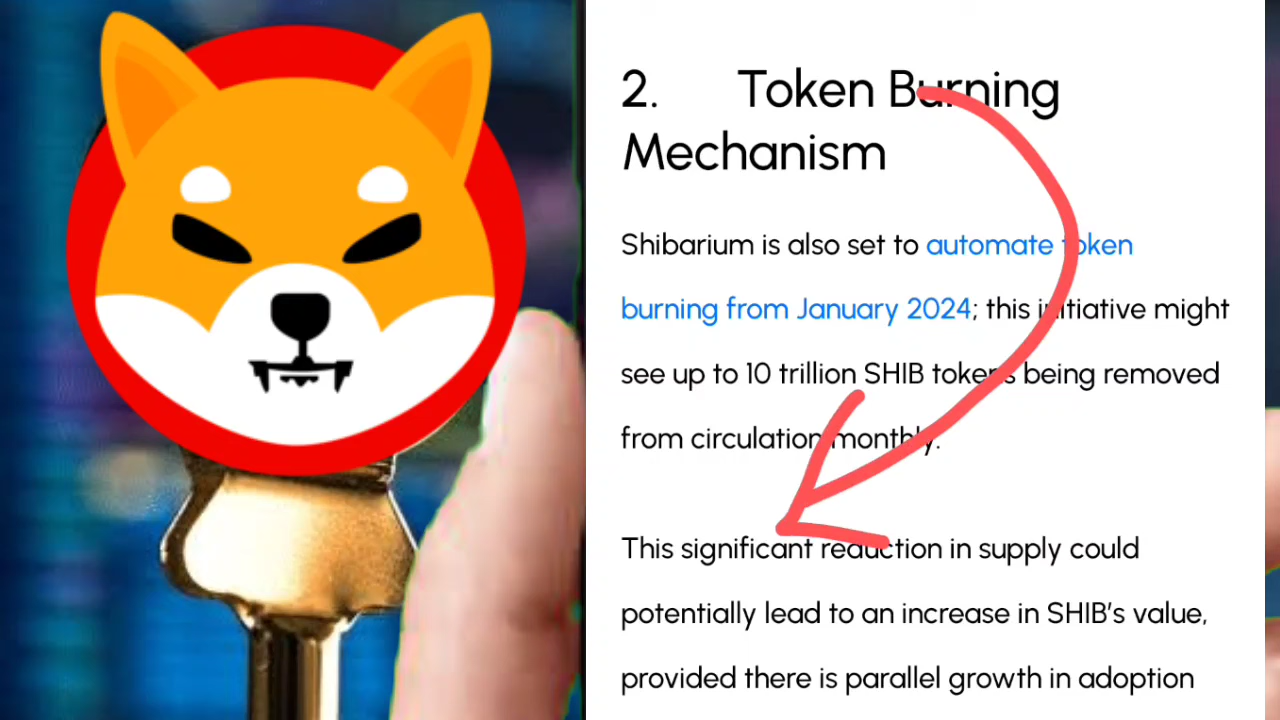 2. Token Burning
Mechanism
Shibarium is also set to automate token
burning from January 2024; this initiative might
see up to 10 trillion SHIB tokens being removed
from circulation monthly.
This significant reduction in supply could
potentially lead to an increase in SHIB's value,
provided there is parallel growth in adoption